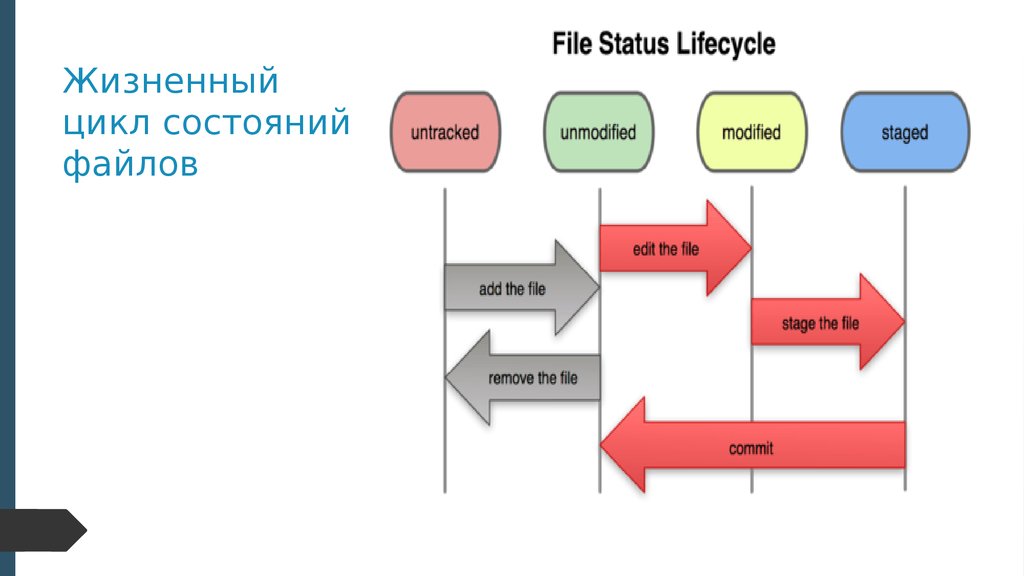 Жизненный
цикл состояний
файлов
File Status Lifecycle
untracked
unmodified
modified
staged
edit the file
add the file
stage the file
remove the file
commit